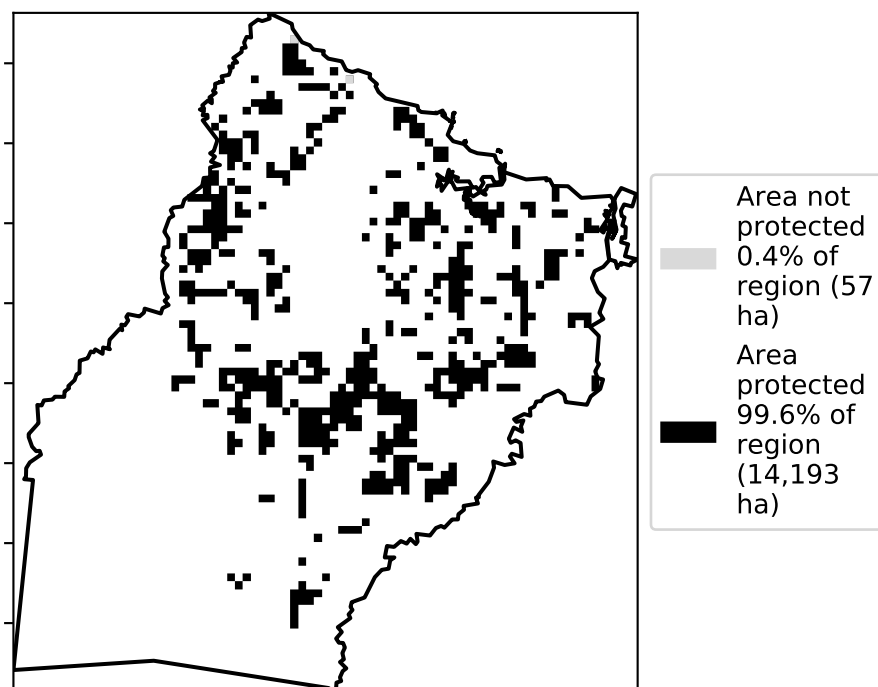 Area not
protected
0.4% of
region (57
ha)
Area
protected
99.6% of
region
(14,193
ha)